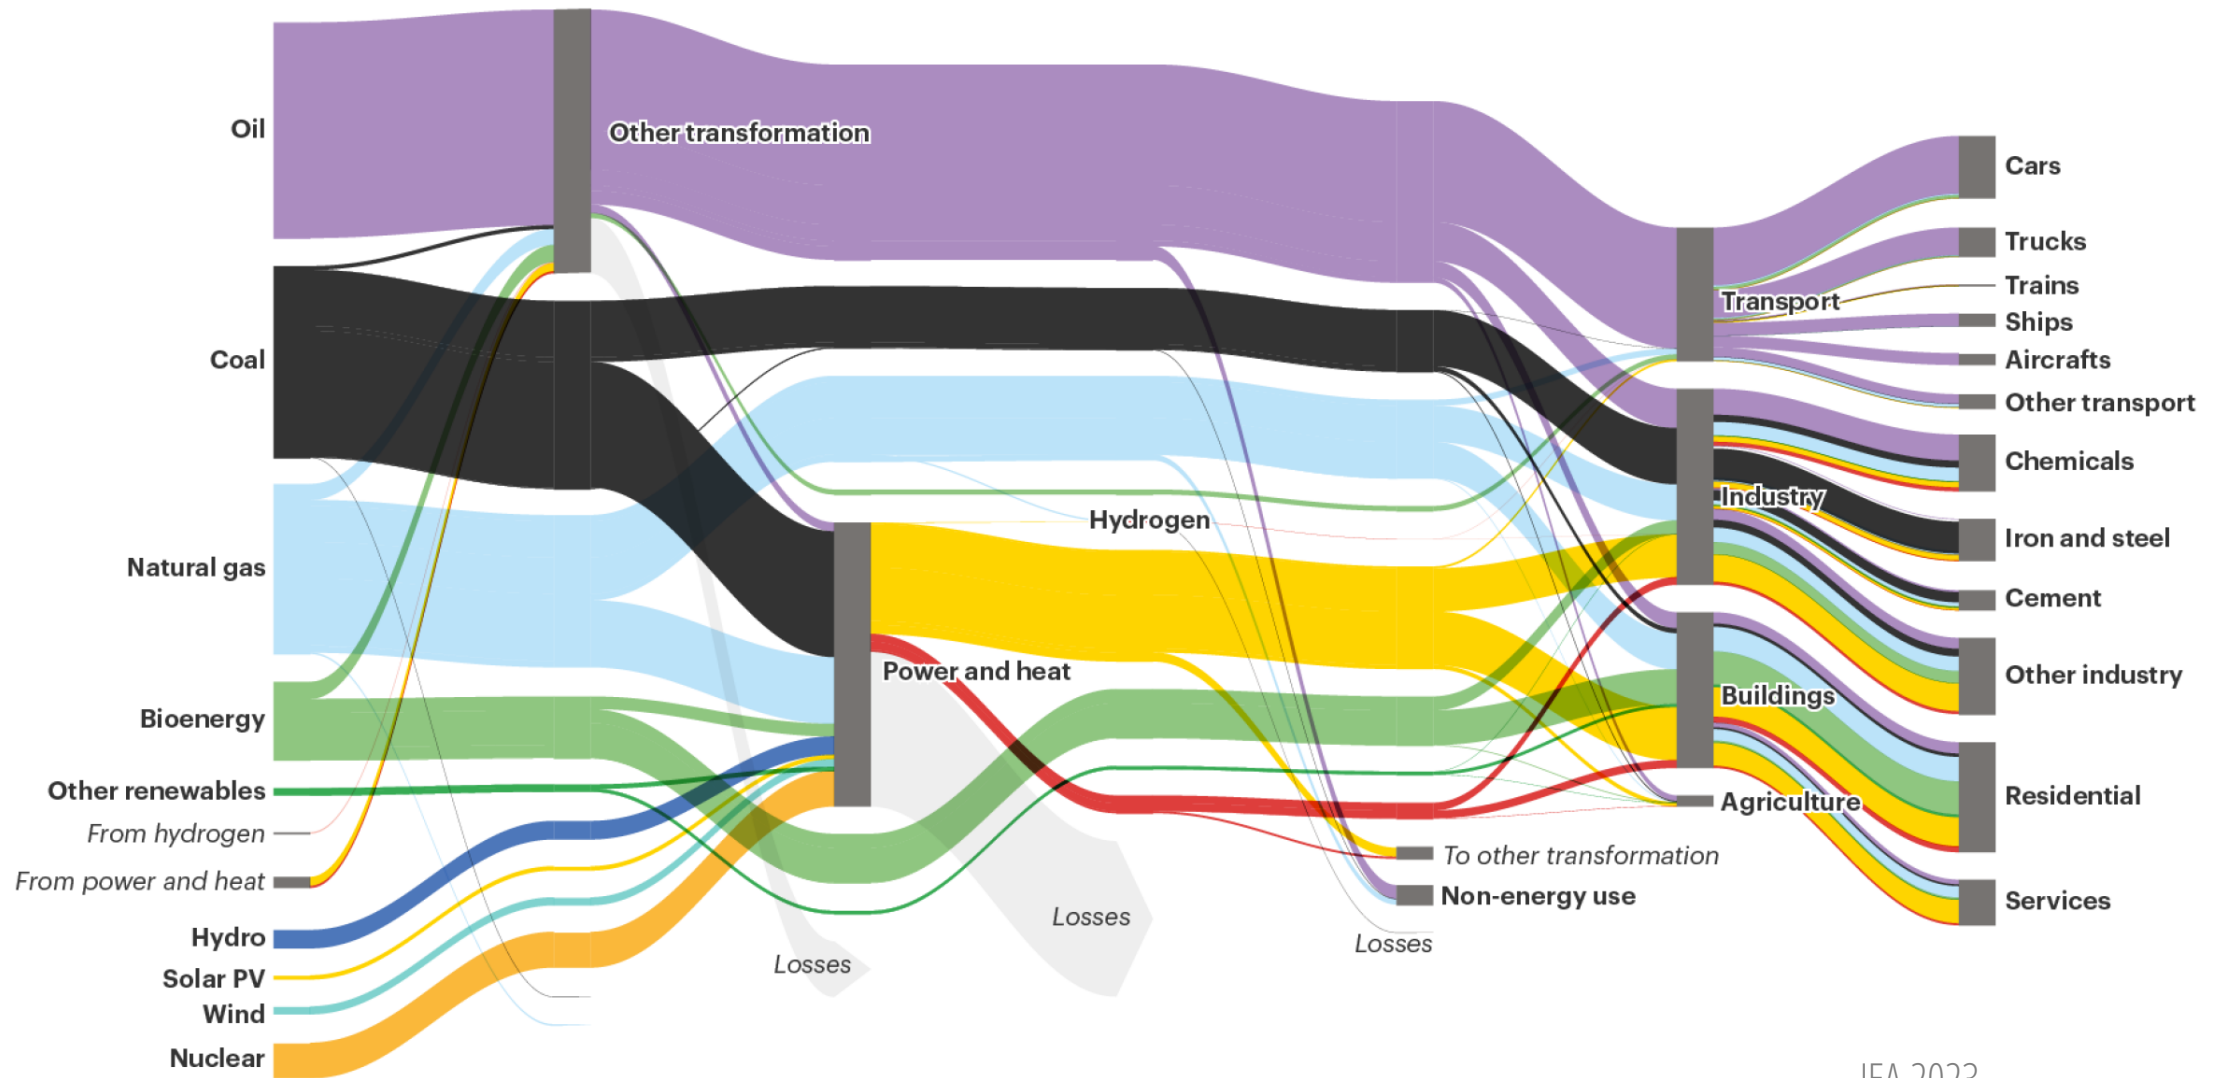 Oil
Coal
Natural gas
Bioenergy
Other renewables
From hydrogen
From power and heat
Hydro
Solar PV
Wind
Nuclear
Other transformation
Hydrogen
Power and heat
Losses
Losses
Losses
To other transformation
Non-energy use
Transport
Industry
Buildings
Agriculture
Cars
Trucks
Trains
Ships
Aircrafts
Other transport
Chemicals
Iron and steel
Cement
Other industry
Residential
Services
IEA 2023